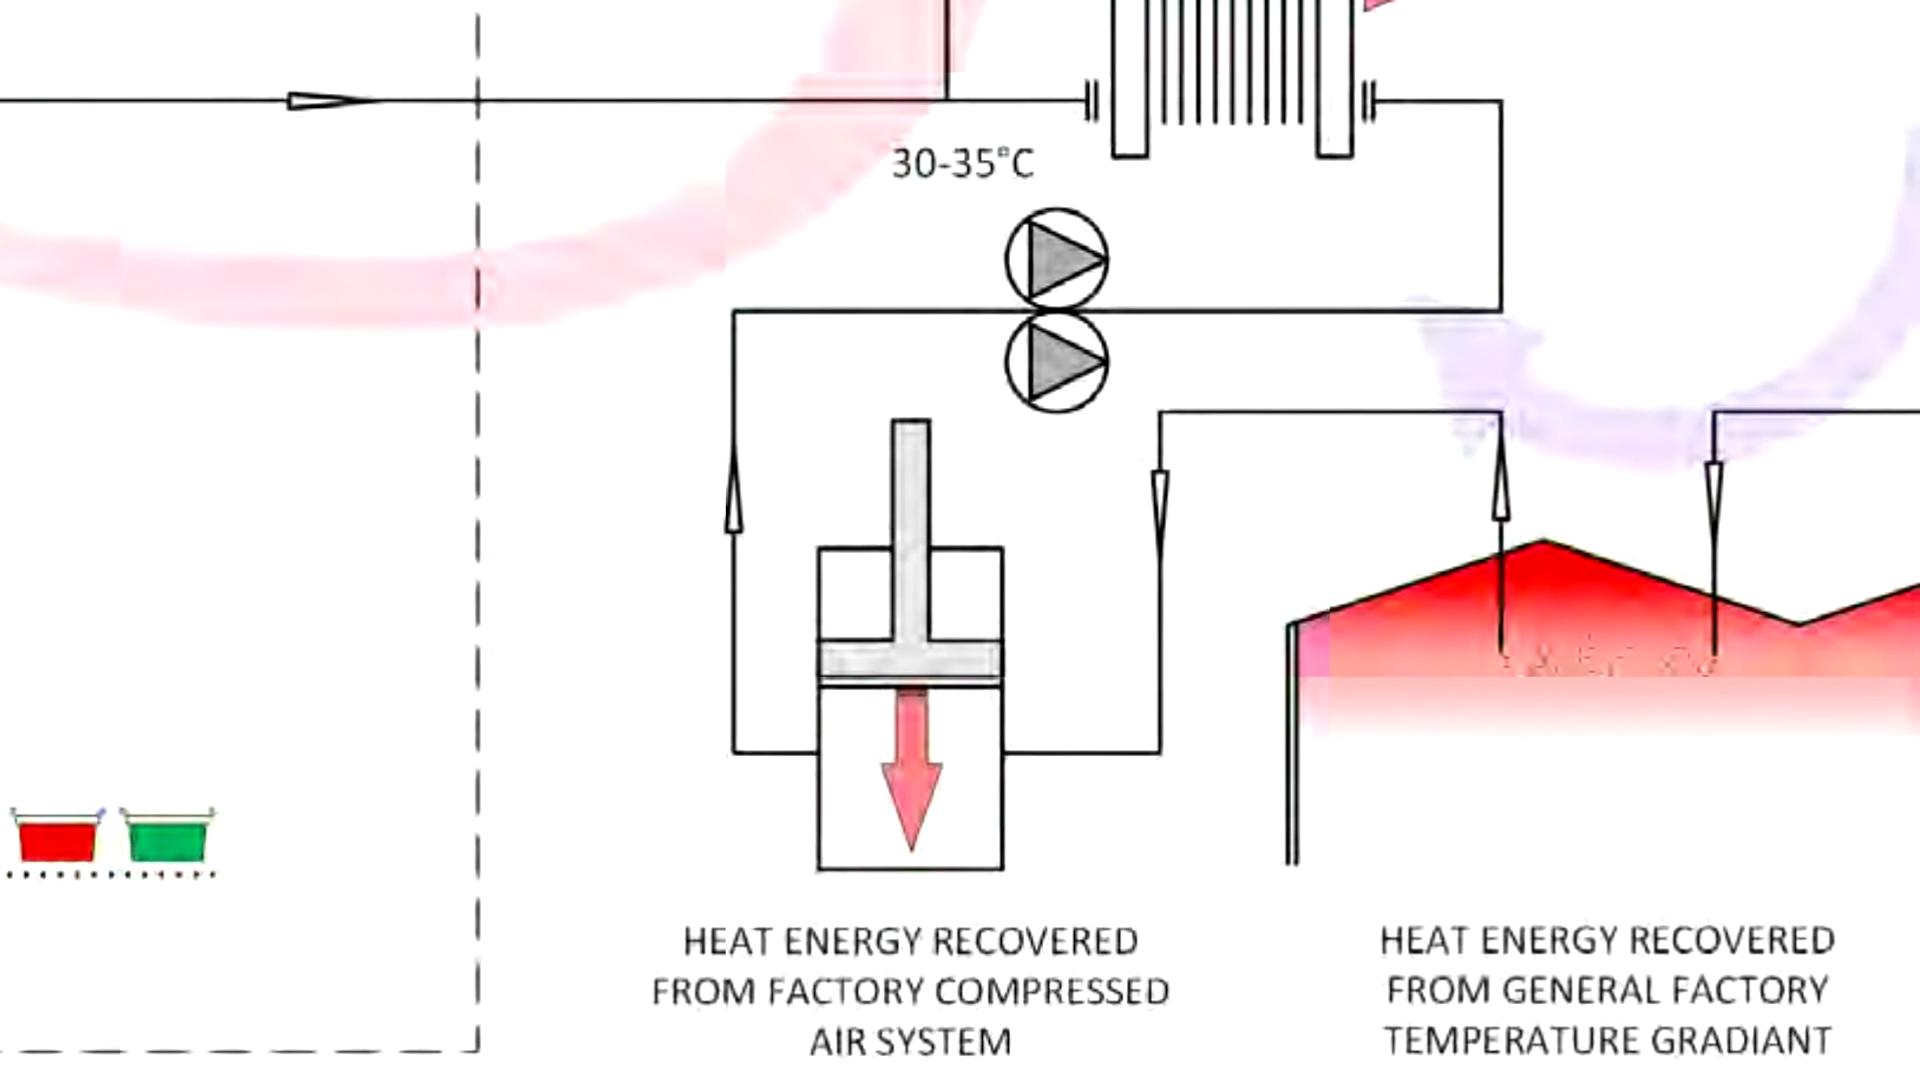 30-35°C
HEAT ENERGY RECOVERED
FROM FACTORY COMPRESSED
AIR SYSTEM
HEAT ENERGY RECOVERED
FROM GENERAL FACTORY
TEMPERATURE GRADIANT